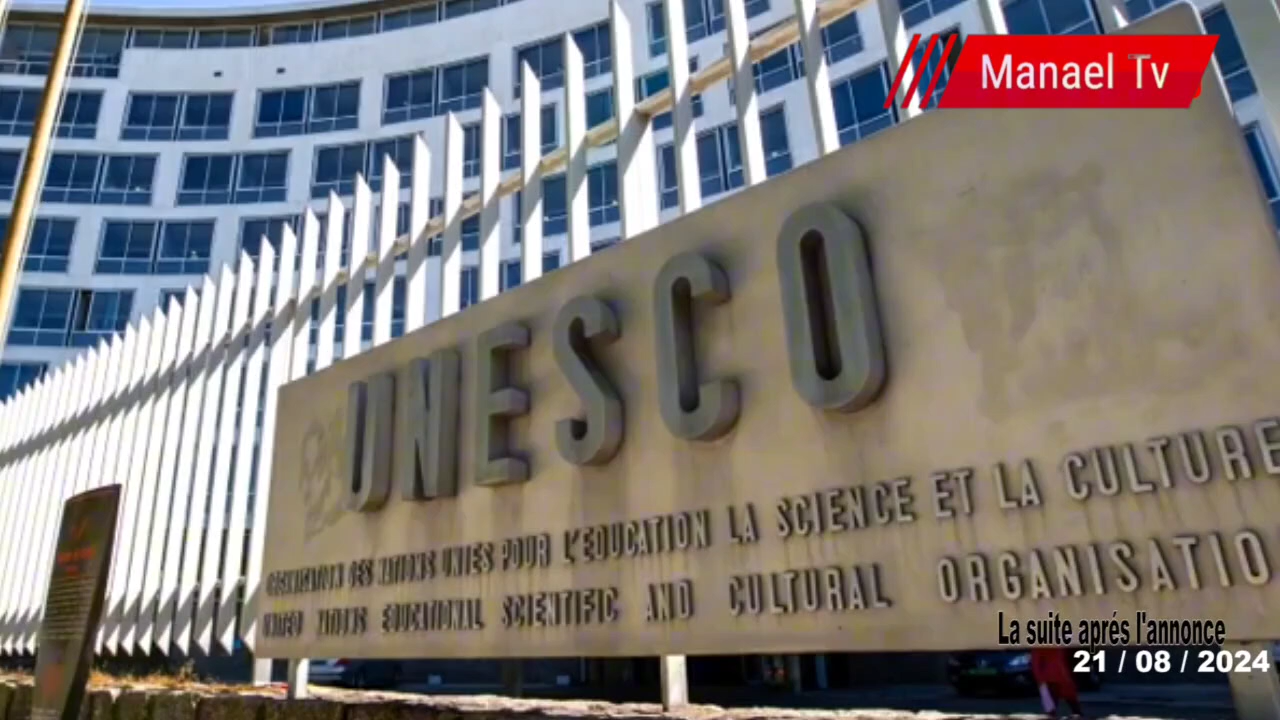 Manael Tv
UNESCO
ORGANISATION DES NATIONS UNIES POUR L'EDUCATION LA SCIENCE ET LA CULTURE
UNITED NATIONS EDUCATIONAL SCIENTIFIC AND CULTURAL ORGANISATIO
La suite aprés l'annonce
21 / 08 / 2024